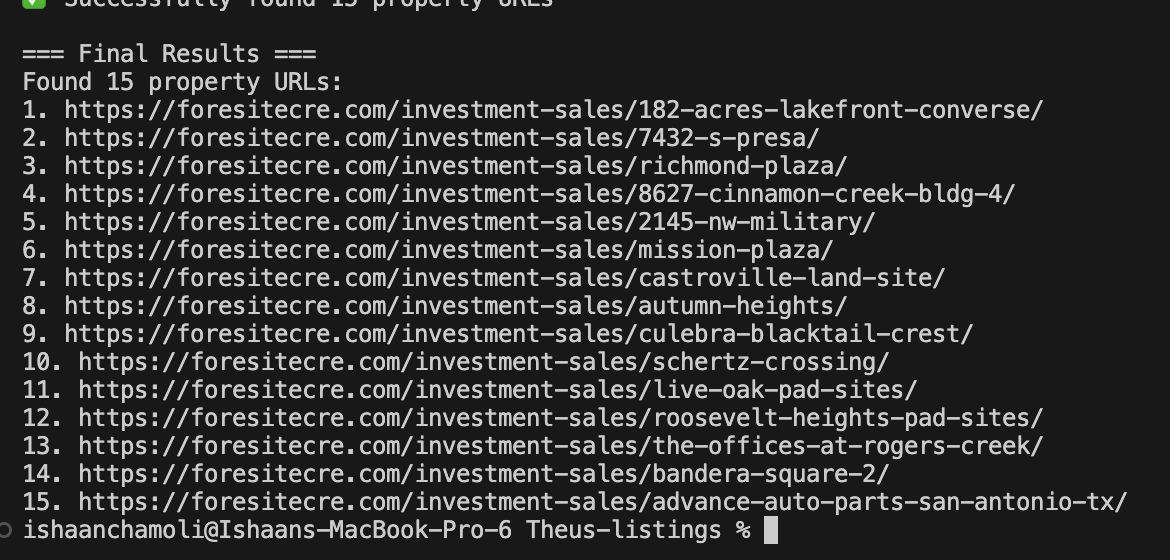 ✅ Successfully found 15 property URLs
=== Final Results ===
Found 15 property URLs:
1. https://foresitecre.com/investment-sales/182-acres-lakefront-converse/
2. https://foresitecre.com/investment-sales/7432-s-presa/
3. https://foresitecre.com/investment-sales/richmond-plaza/
4. https://foresitecre.com/investment-sales/8627-cinnamon-creek-bldg-4/
5. https://foresitecre.com/investment-sales/2145-nw-military/
6. https://foresitecre.com/investment-sales/mission-plaza/
7. https://foresitecre.com/investment-sales/castroville-land-site/
8. https://foresitecre.com/investment-sales/autumn-heights/
9. https://foresitecre.com/investment-sales/culebra-blacktail-crest/
10. https://foresitecre.com/investment-sales/schertz-crossing/
11. https://foresitecre.com/investment-sales/live-oak-pad-sites/
12. https://foresitecre.com/investment-sales/roosevelt-heights-pad-sites/
13. https://foresitecre.com/investment-sales/the-offices-at-rogers-creek/
14. https://foresitecre.com/investment-sales/bandera-square-2/
15. https://foresitecre.com/investment-sales/advance-auto-parts-san-antonio-tx/
ishaanchamoli@Ishaans-MacBook-Pro-6 Theus-listings %